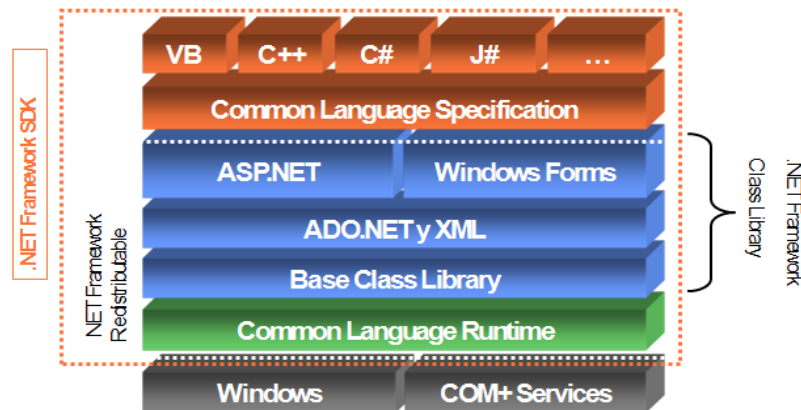 VB C++ C# J# ...
Common Language Specification
ASP.NET Windows Forms
ADO.NET y XML
Base Class Library
Common Language Runtime
Windows COM+ Services
.NET Framework SDK
.NET Framework
Redistributable
.NET Framework
Class Library